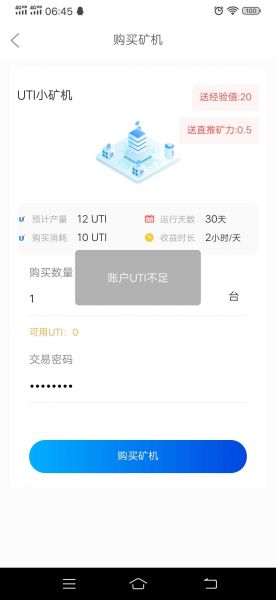 06:45
100
购买矿机
UTI小矿机
送经验值:20
送直推矿力:0.5
预计产量 12 UTI 运行天数 30天
购买消耗 10 UTI 收益时长 2小时/天
购买数量
账户UTI不足
1 台
可用UTI：0
交易密码
••••••••
购买矿机